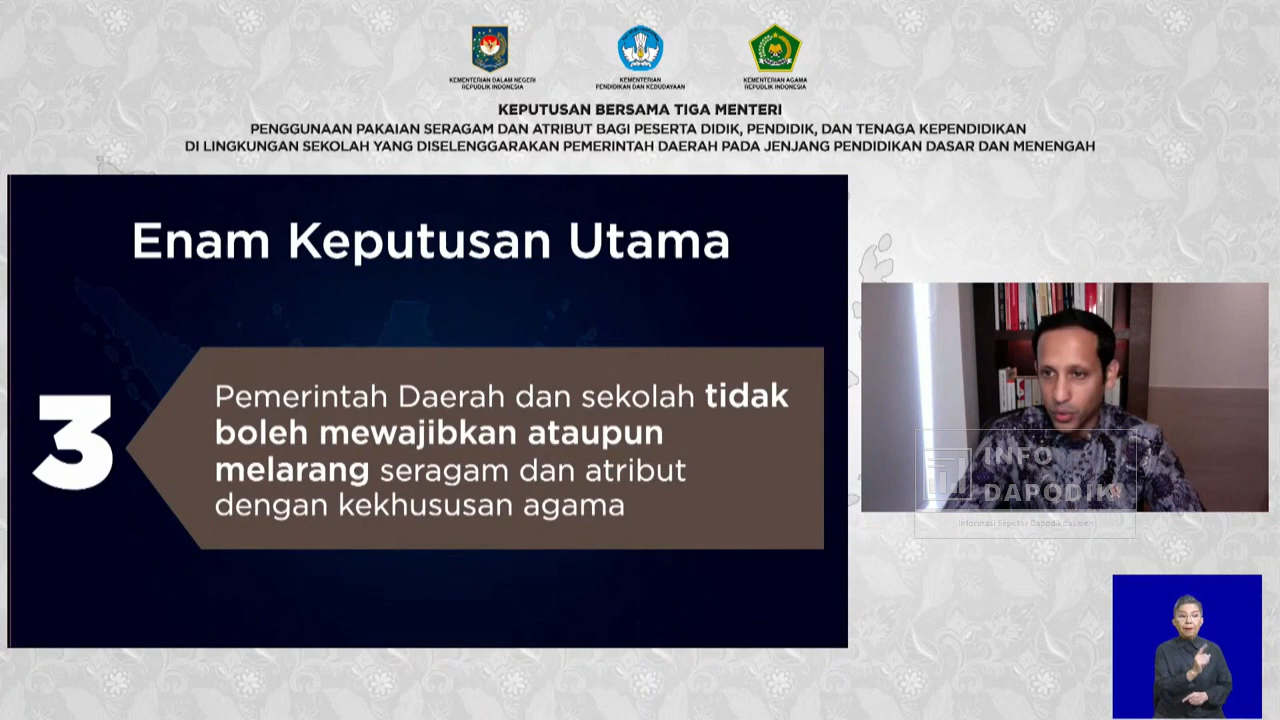 KEMENTERIAN DALAM NEGERI
REPUBLIK INDONESIA
KEMENTERIAN
PENDIDIKAN DAN KEBUDAYAAN
KEMENTERIAN AGAMA
REPUBLIK INDONESIA
KEPUTUSAN BERSAMA TIGA MENTERI
PENGGUNAAN PAKAIAN SERAGAM DAN ATRIBUT BAGI PESERTA DIDIK, PENDIDIK, DAN TENAGA KEPENDIDIKAN
DI LINGKUNGAN SEKOLAH YANG DISELENGGARAKAN PEMERINTAH DAERAH PADA JENJANG PENDIDIKAN DASAR DAN MENENGAH
Enam Keputusan Utama
3
Pemerintah Daerah dan sekolah tidak
boleh mewajibkan ataupun
melarang seragam dan atribut
dengan kekhususan agama
INFO
DAPODIK
Informasi Seputar Dapodikdasmen